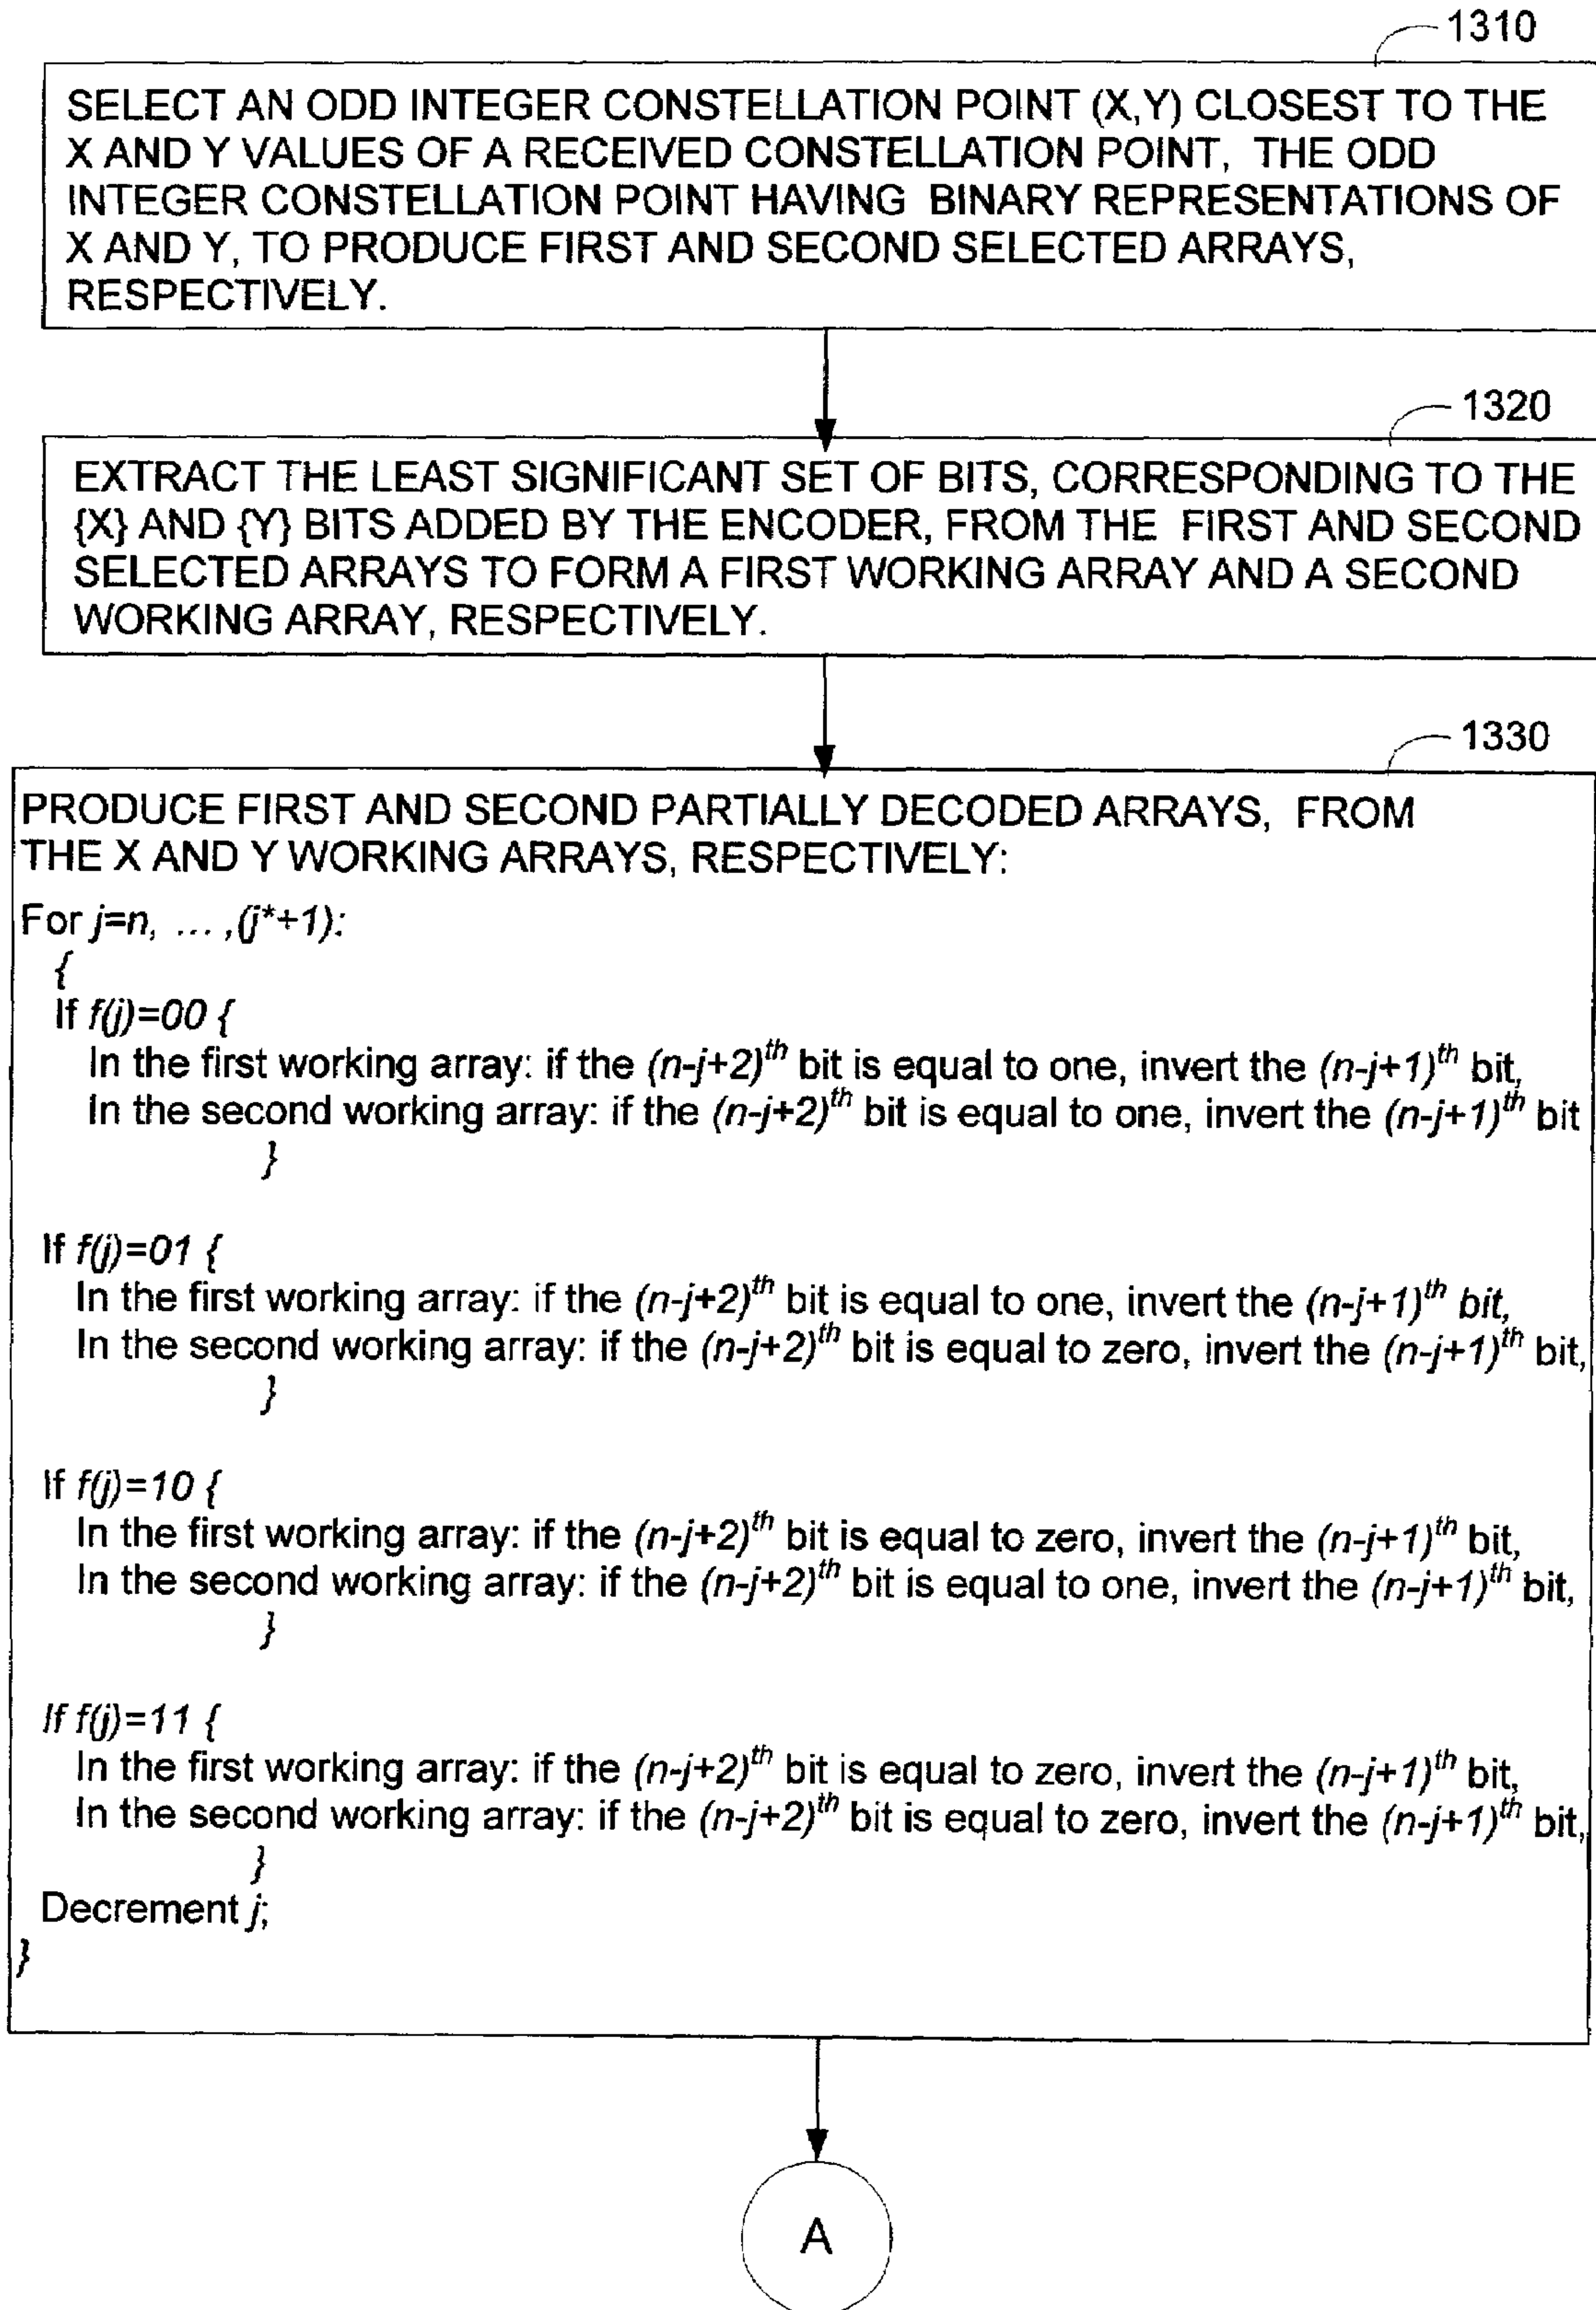 1310
SELECT AN ODD INTEGER CONSTELLATION POINT (X,Y) CLOSEST TO THE
X AND Y VALUES OF A RECEIVED CONSTELLATION POINT, THE ODD
INTEGER CONSTELLATION POINT HAVING BINARY REPRESENTATIONS OF
X AND Y, TO PRODUCE FIRST AND SECOND SELECTED ARRAYS,
RESPECTIVELY.
1320
EXTRACT THE LEAST SIGNIFICANT SET OF BITS, CORRESPONDING TO THE
{X} AND {Y} BITS ADDED BY THE ENCODER, FROM THE FIRST AND SECOND
SELECTED ARRAYS TO FORM A FIRST WORKING ARRAY AND A SECOND
WORKING ARRAY, RESPECTIVELY.
1330
PRODUCE FIRST AND SECOND PARTIALLY DECODED ARRAYS, FROM
THE X AND Y WORKING ARRAYS, RESPECTIVELY:
For j=n, ... ,(j*+1):
{
If f(j)=00 {
In the first working array: if the (n-j+2)th bit is equal to one, invert the (n-j+1)th bit,
In the second working array: if the (n-j+2)th bit is equal to one, invert the (n-j+1)th bit
}
If f(j)=01 {
In the first working array: if the (n-j+2)th bit is equal to one, invert the (n-j+1)th bit,
In the second working array: if the (n-j+2)th bit is equal to zero, invert the (n-j+1)th bit,
}
If f(j)=10 {
In the first working array: if the (n-j+2)th bit is equal to zero, invert the (n-j+1)th bit,
In the second working array: if the (n-j+2)th bit is equal to one, invert the (n-j+1)th bit,
}
If f(j)=11 {
In the first working array: if the (n-j+2)th bit is equal to zero, invert the (n-j+1)th bit,
In the second working array: if the (n-j+2)th bit is equal to zero, invert the (n-j+1)th bit,
}
Decrement j;
}
A